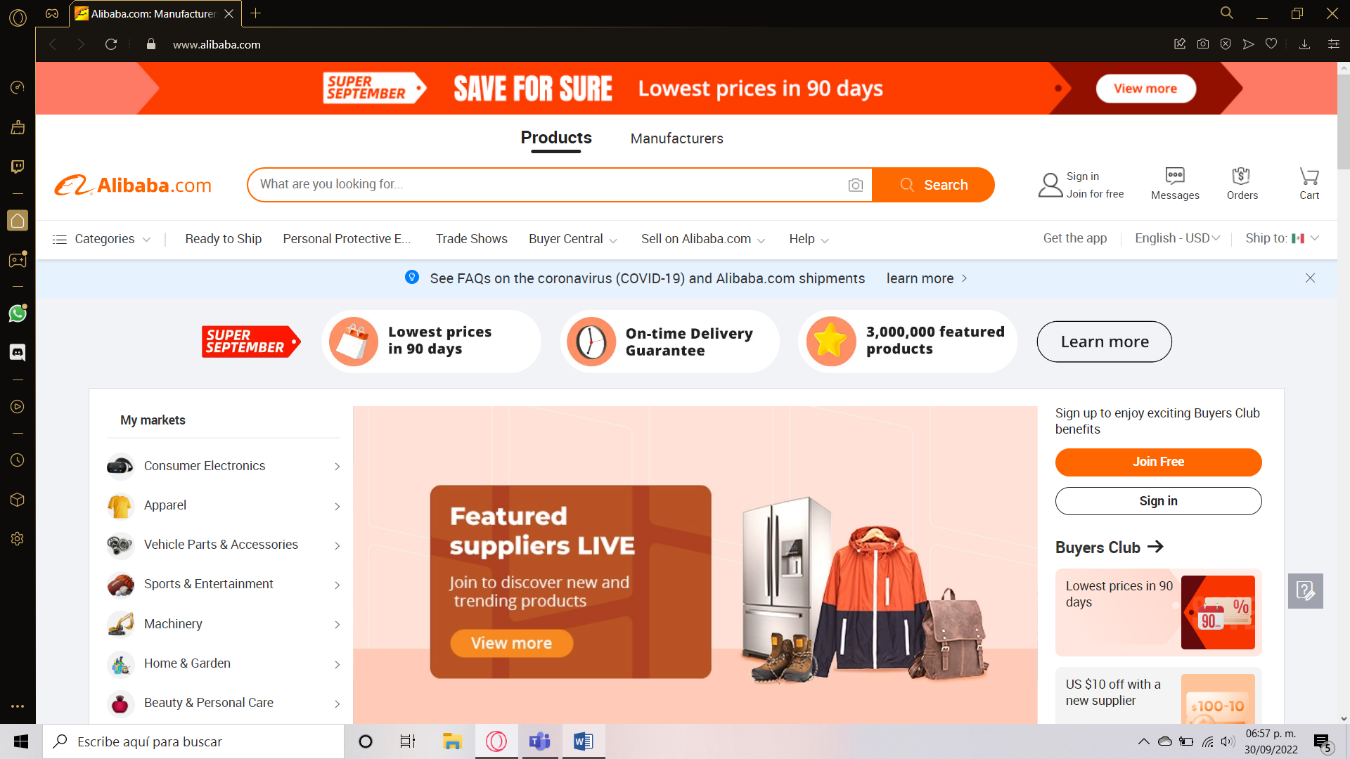 Alibaba.com: Manufacturer
www.alibaba.com
SUPER
SEPTEMBER
SAVE FOR SURE
Lowest prices in 90 days
View more
Products
Manufacturers
Alibaba.com
What are you looking for...
Search
Sign in
Join for free
Messages
Orders
Cart
Categories
Ready to Ship
Personal Protective E...
Trade Shows
Buyer Central
Sell on Alibaba.com
Help
Get the app
English - USD
Ship to:
See FAQs on the coronavirus (COVID-19) and Alibaba.com shipments
learn more
SUPER
SEPTEMBER
Lowest prices
in 90 days
On-time Delivery
Guarantee
3,000,000 featured
products
Learn more
My markets
Consumer Electronics
Apparel
Vehicle Parts & Accessories
Sports & Entertainment
Machinery
Home & Garden
Beauty & Personal Care
Featured
suppliers LIVE
Join to discover new and
trending products
View more
Sign up to enjoy exciting Buyers Club
benefits
Join Free
Sign in
Buyers Club
Lowest prices in 90
days
90
%
US $10 off with a
new supplier
$100-10
Escribe aquí para buscar
06:57 p. m.
30/09/2022
5